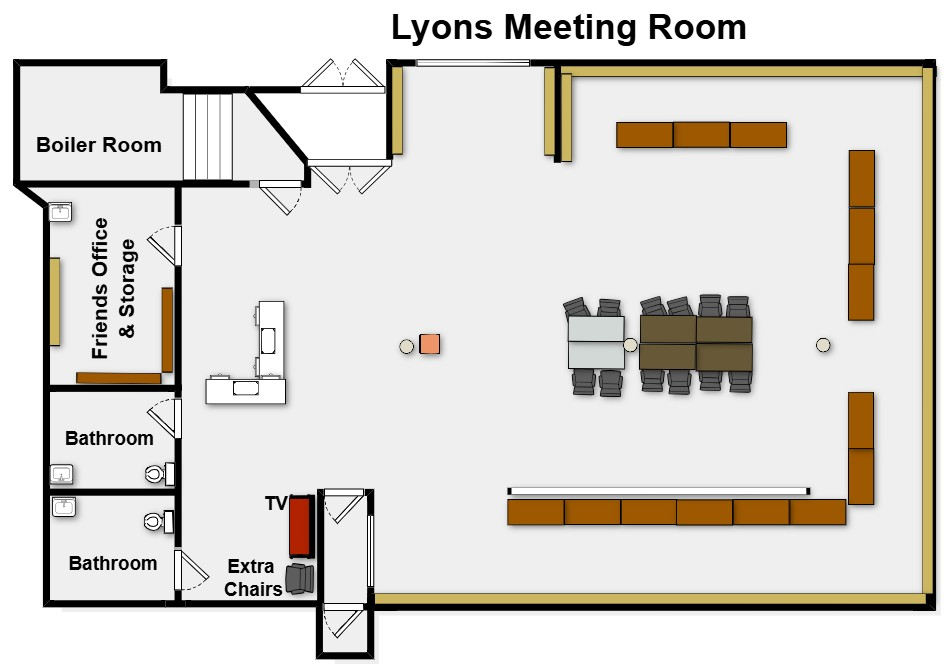 Lyons Meeting Room
Boiler Room
Friends Office
& Storage
Bathroom
Bathroom
TV
Extra
Chairs